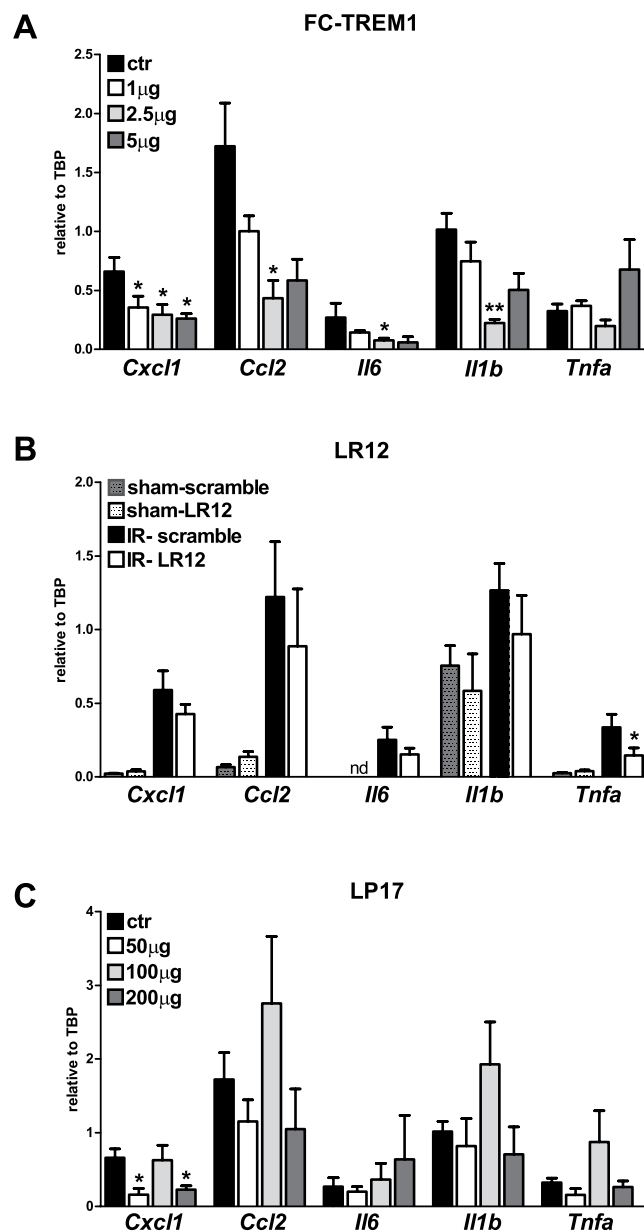 A
FC-TREM1
2.5
2.0
1.5
1.0
0.5
0.0
relative to TBP
ctr
1μg
2.5μg
5μg
* * *
*
*
**
Cxcl1 Ccl2 Il6 Il1b Tnfa
B
LR12
2.0
1.5
1.0
0.5
0.0
relative to TBP
sham-scramble
sham-LR12
IR- scramble
IR- LR12
nd
*
Cxcl1 Ccl2 Il6 Il1b Tnfa
C
LP17
4
3
2
1
0
relative to TBP
ctr
50μg
100μg
200μg
* *
Cxcl1 Ccl2 Il6 Il1b Tnfa